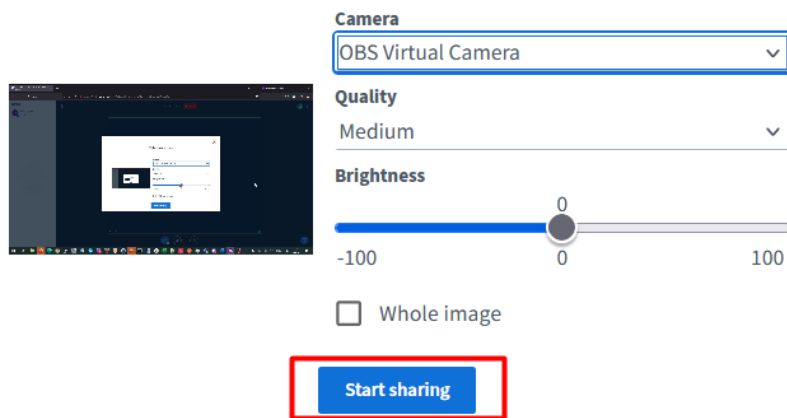 Camera
OBS Virtual Camera
Quality
Medium
Brightness
0
-100 0 100
Whole image
Start sharing